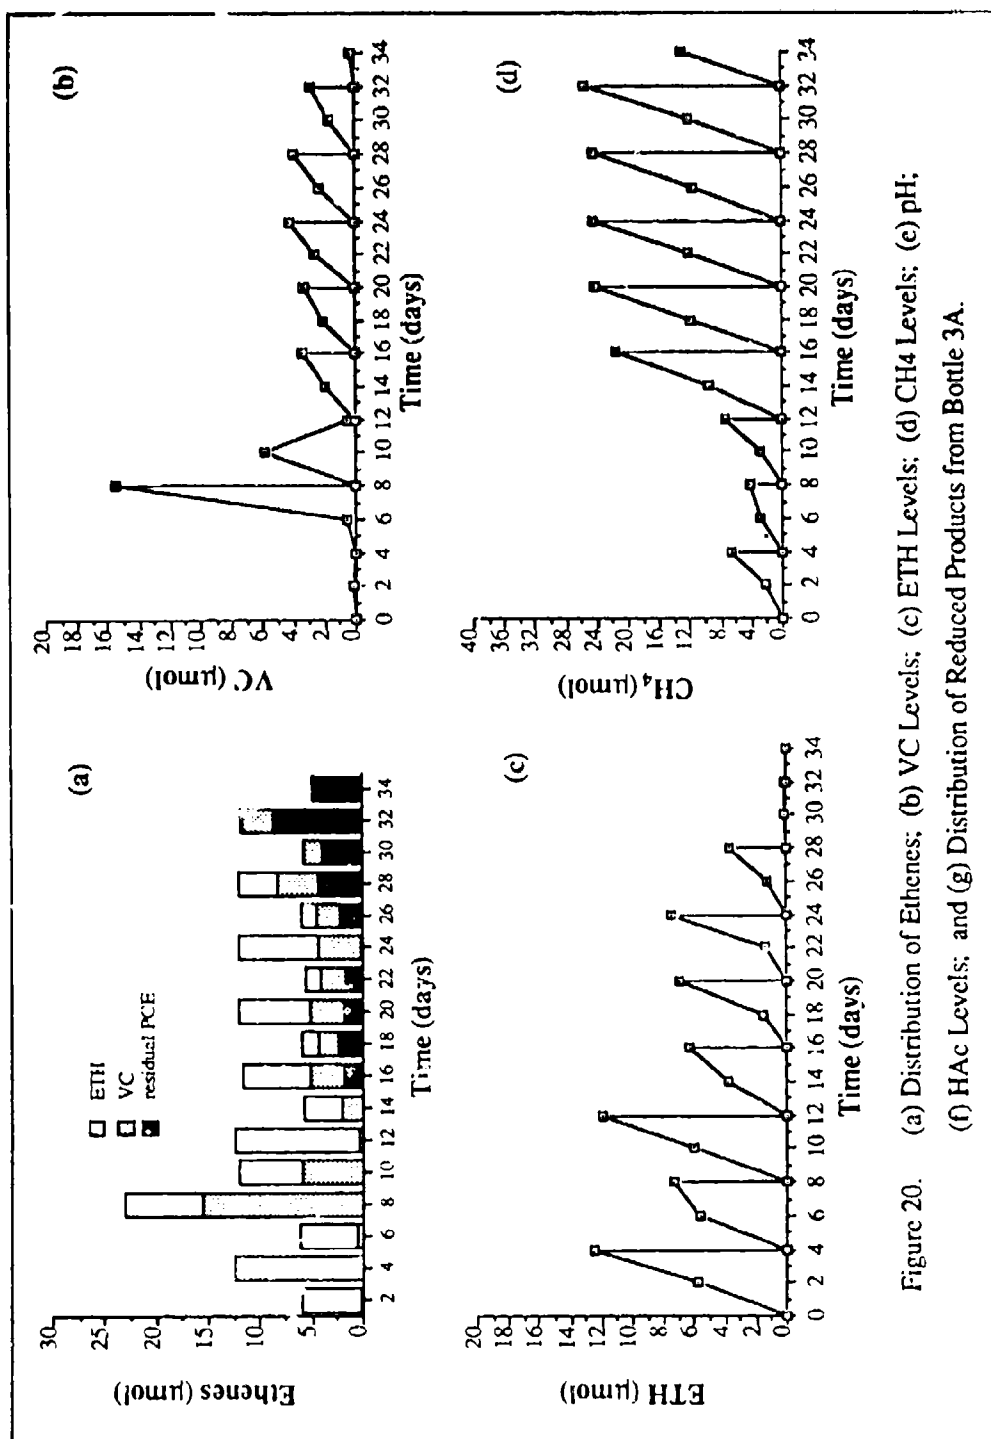 (a)
30
25
20
15
10
5
0
Ethenes (µmol)
ETH
VC
residual PCE
2 4 6 8 10 12 14 16 18 20 22 24 26 28 30 32 34
Time (days)
(b)
20
18
16
14
12
10
8
6
4
2
0
VC (µmol)
0 2 4 6 8 10 12 14 16 18 20 22 24 26 28 30 32 34
Time (days)
(c)
20
18
16
14
12
10
8
6
4
2
0
ETH (µmol)
0 2 4 6 8 10 12 14 16 18 20 22 24 26 28 30 32 34
Time (days)
(d)
40
36
32
28
24
20
16
12
8
4
0
CH4 (µmol)
0 2 4 6 8 10 12 14 16 18 20 22 24 26 28 30 32 34
Time (days)
Figure 20. (a) Distribution of Ethenes; (b) VC Levels; (c) ETH Levels; (d) CH4 Levels; (e) pH;
(f) HAc Levels; and (g) Distribution of Reduced Products from Bottle 3A.